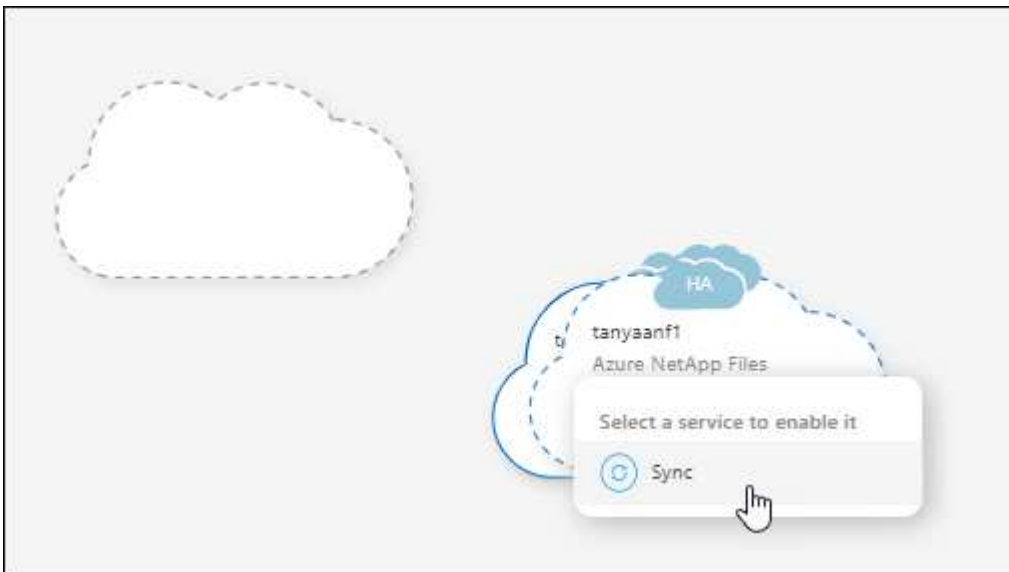 HA
tanyaanf1
Azure NetApp Files
Select a service to enable it
Sync